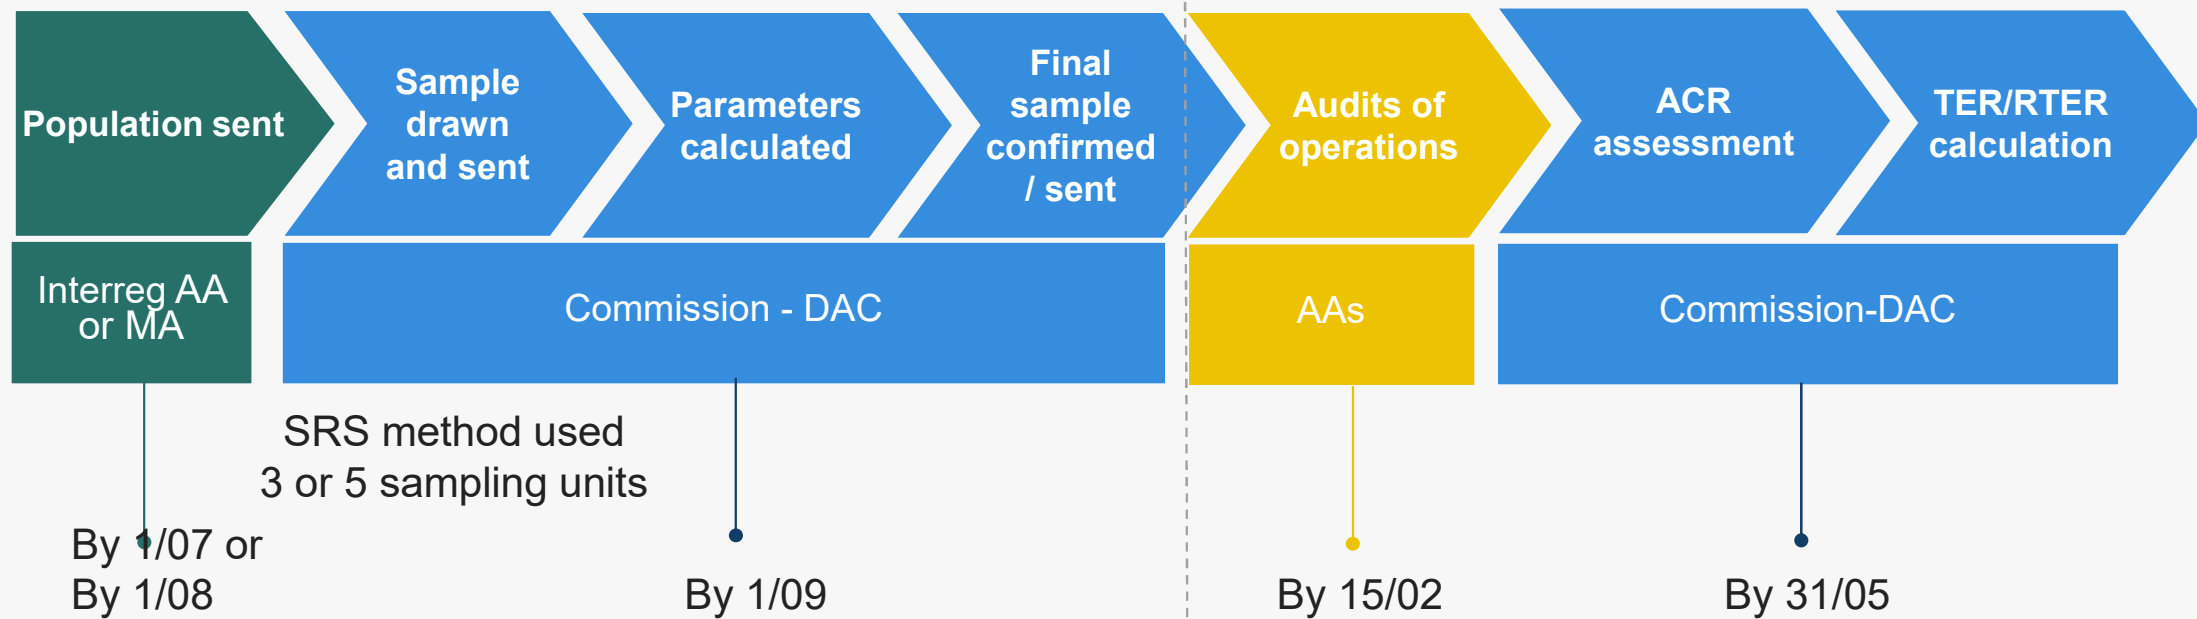 Population sent
Sample
drawn
and sent
Parameters
calculated
Final
sample
confirmed
/ sent
Audits of
operations
ACR
assessment
TER/RTER
calculation
Interreg AA
or MA
Commission - DAC
AAs
Commission-DAC
SRS method used
3 or 5 sampling units
By 1/07 or
By 1/08
By 1/09
By 15/02
By 31/05